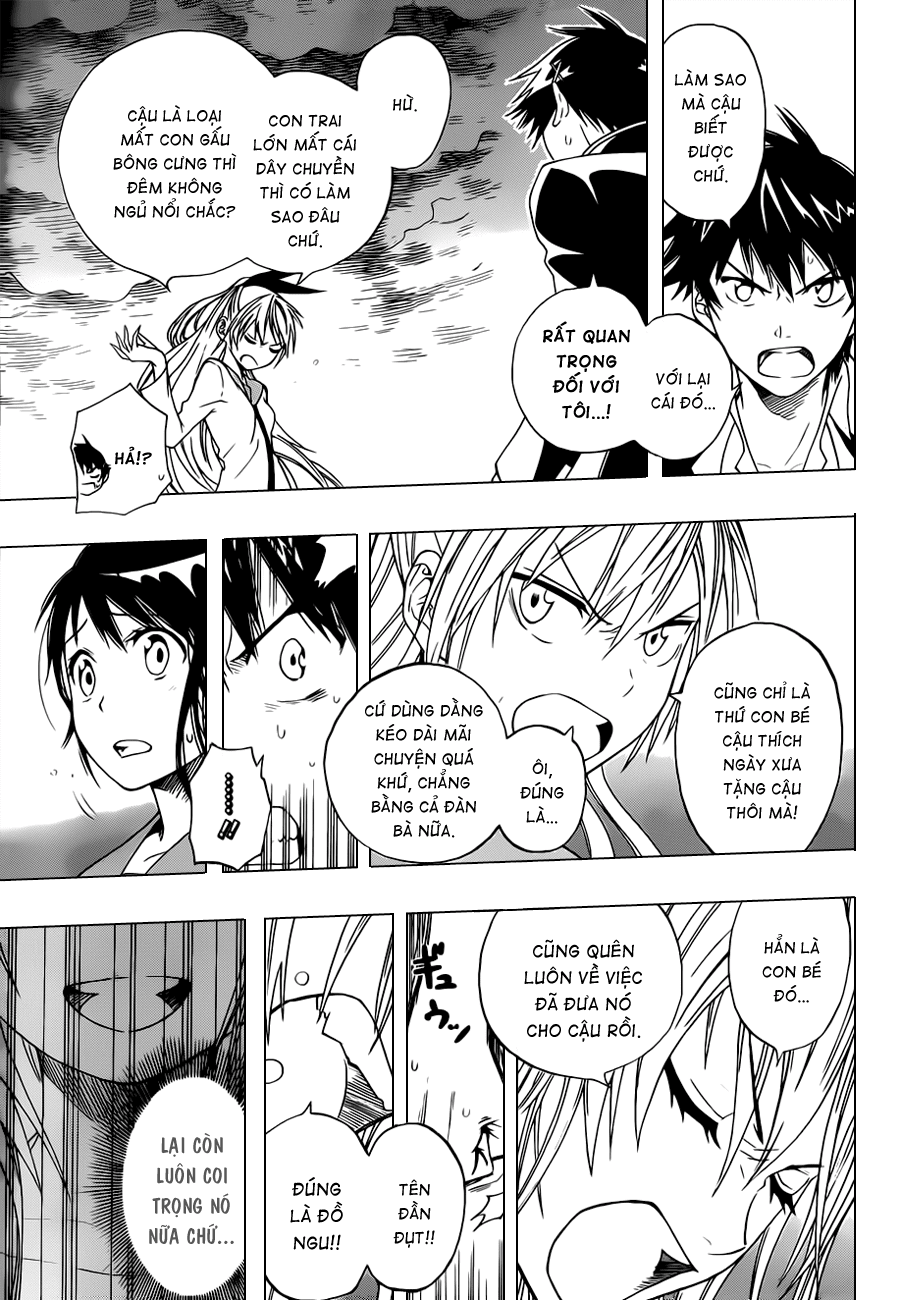 LÀM SAO
MÀ CẬU
BIẾT
ĐƯỢC
CHỨ.
VỚI LẠI
CÁI ĐÓ...
RẤT QUAN
TRỌNG
ĐỐI VỚI
TÔI...!
HỪ.
CON TRAI
LỚN MẤT CÁI
DÂY CHUYỀN
THÌ CÓ LÀM
SAO ĐÂU
CHỨ.
CẬU LÀ LOẠI
MẤT CON GẤU
BÔNG CƯNG THÌ
ĐÊM KHÔNG
NGỦ NỔI CHẮC?
HẢ!?
CŨNG CHỈ LÀ
THỨ CON BÉ
CẬU THÍCH
NGÀY XƯA
TẶNG CẬU
THÔI MÀ!
ÔI,
ĐÚNG
LÀ...
CỨ DÙNG DẰNG
KÉO DÀI MÃI
CHUYỆN QUÁ
KHỨ, CHẲNG
BẰNG CẢ ĐÀN
BÀ NỮA.
......!!
HẲN LÀ
CON BÉ
ĐÓ...
CŨNG QUÊN
LUÔN VỀ VIỆC
ĐÃ ĐƯA NÓ
CHO CẬU RỒI.
ギュウッ
TÊN
ĐẦN
ĐỤT!!
ĐÚNG
LÀ ĐỒ
NGU!!
LẠI CÒN
LUÔN COI
TRỌNG NÓ
NỮA CHỨ...